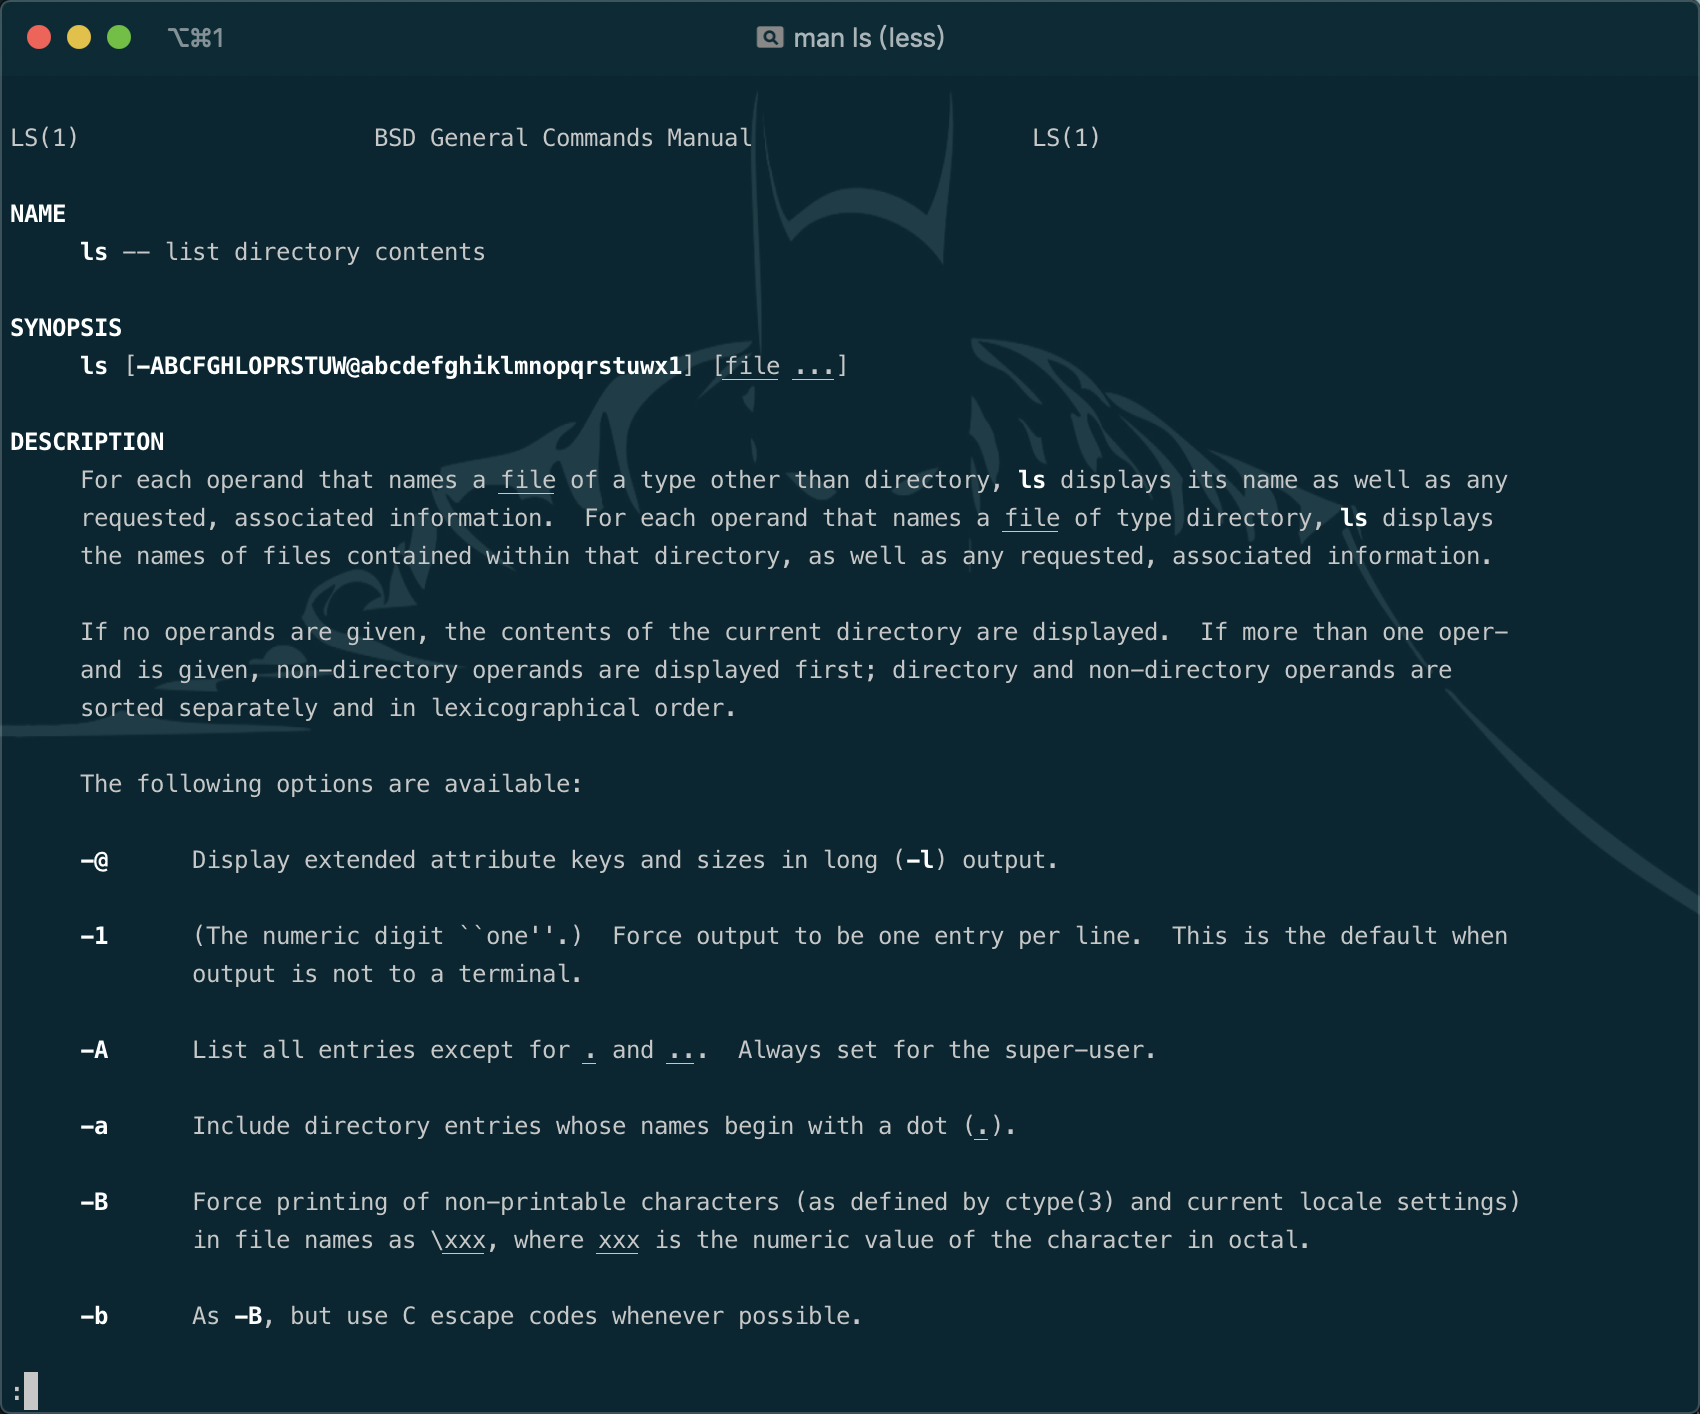 ⌥⌘1 man ls (less)
LS(1) BSD General Commands Manual LS(1)
NAME
ls -- list directory contents
SYNOPSIS
ls [-ABCFGHLOPRSTUW@abcdefghiklmnopqrstuwx1] [file ...]
DESCRIPTION
For each operand that names a file of a type other than directory, ls displays its name as well as any
requested, associated information.  For each operand that names a file of type directory, ls displays
the names of files contained within that directory, as well as any requested, associated information.
If no operands are given, the contents of the current directory are displayed.  If more than one oper-
and is given, non-directory operands are displayed first; directory and non-directory operands are
sorted separately and in lexicographical order.
The following options are available:
-@ Display extended attribute keys and sizes in long (-l) output.
-1 (The numeric digit ``one''.)  Force output to be one entry per line.  This is the default when
output is not to a terminal.
-A List all entries except for . and ...  Always set for the super-user.
-a Include directory entries whose names begin with a dot (.).
-B Force printing of non-printable characters (as defined by ctype(3) and current locale settings)
in file names as \xxx, where xxx is the numeric value of the character in octal.
-b As -B, but use C escape codes whenever possible.
: